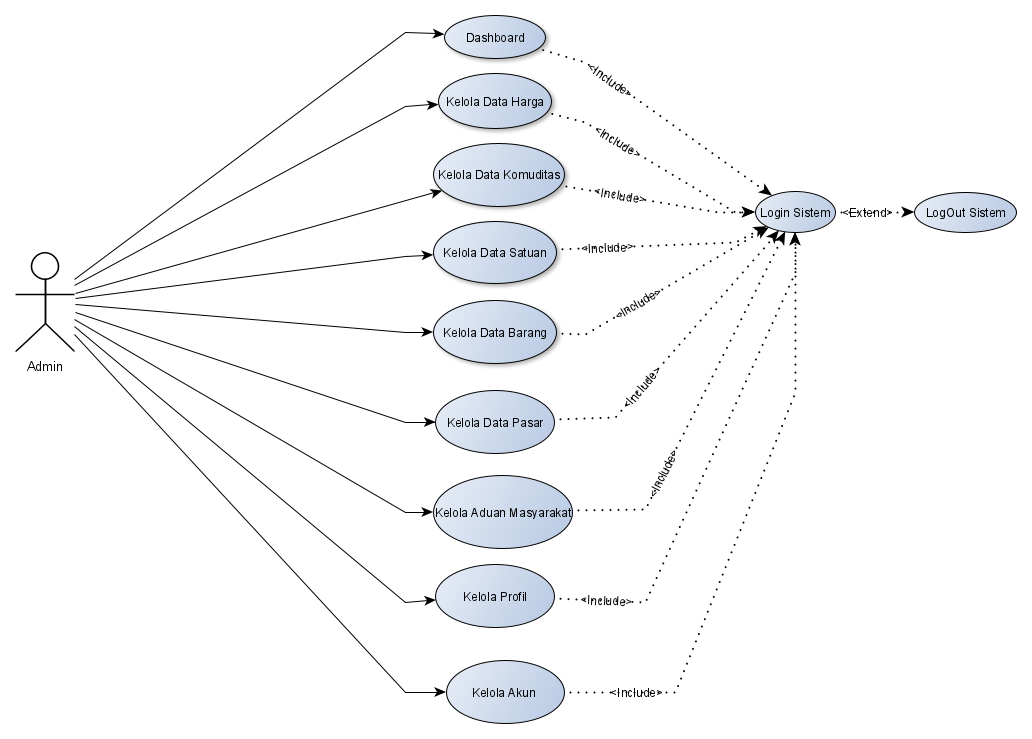 Dashboard
<Include>
Kelola Data Harga
<Include>
Kelola Data Komuditas
<Include>
Login Sistem
<Extend>
LogOut Sistem
Kelola Data Satuan
<Include>
Kelola Data Barang
<Include>
Admin
Kelola Data Pasar
<Include>
Kelola Aduan Masyarakat
<Include>
Kelola Profil
<Include>
Kelola Akun
<Include>